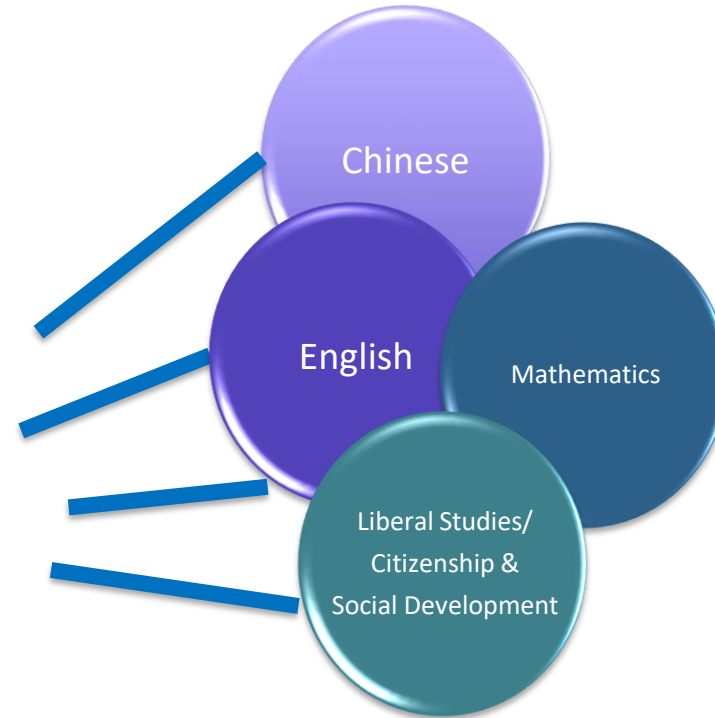 Chinese
English
Mathematics
Liberal Studies/
Citizenship &
Social Development